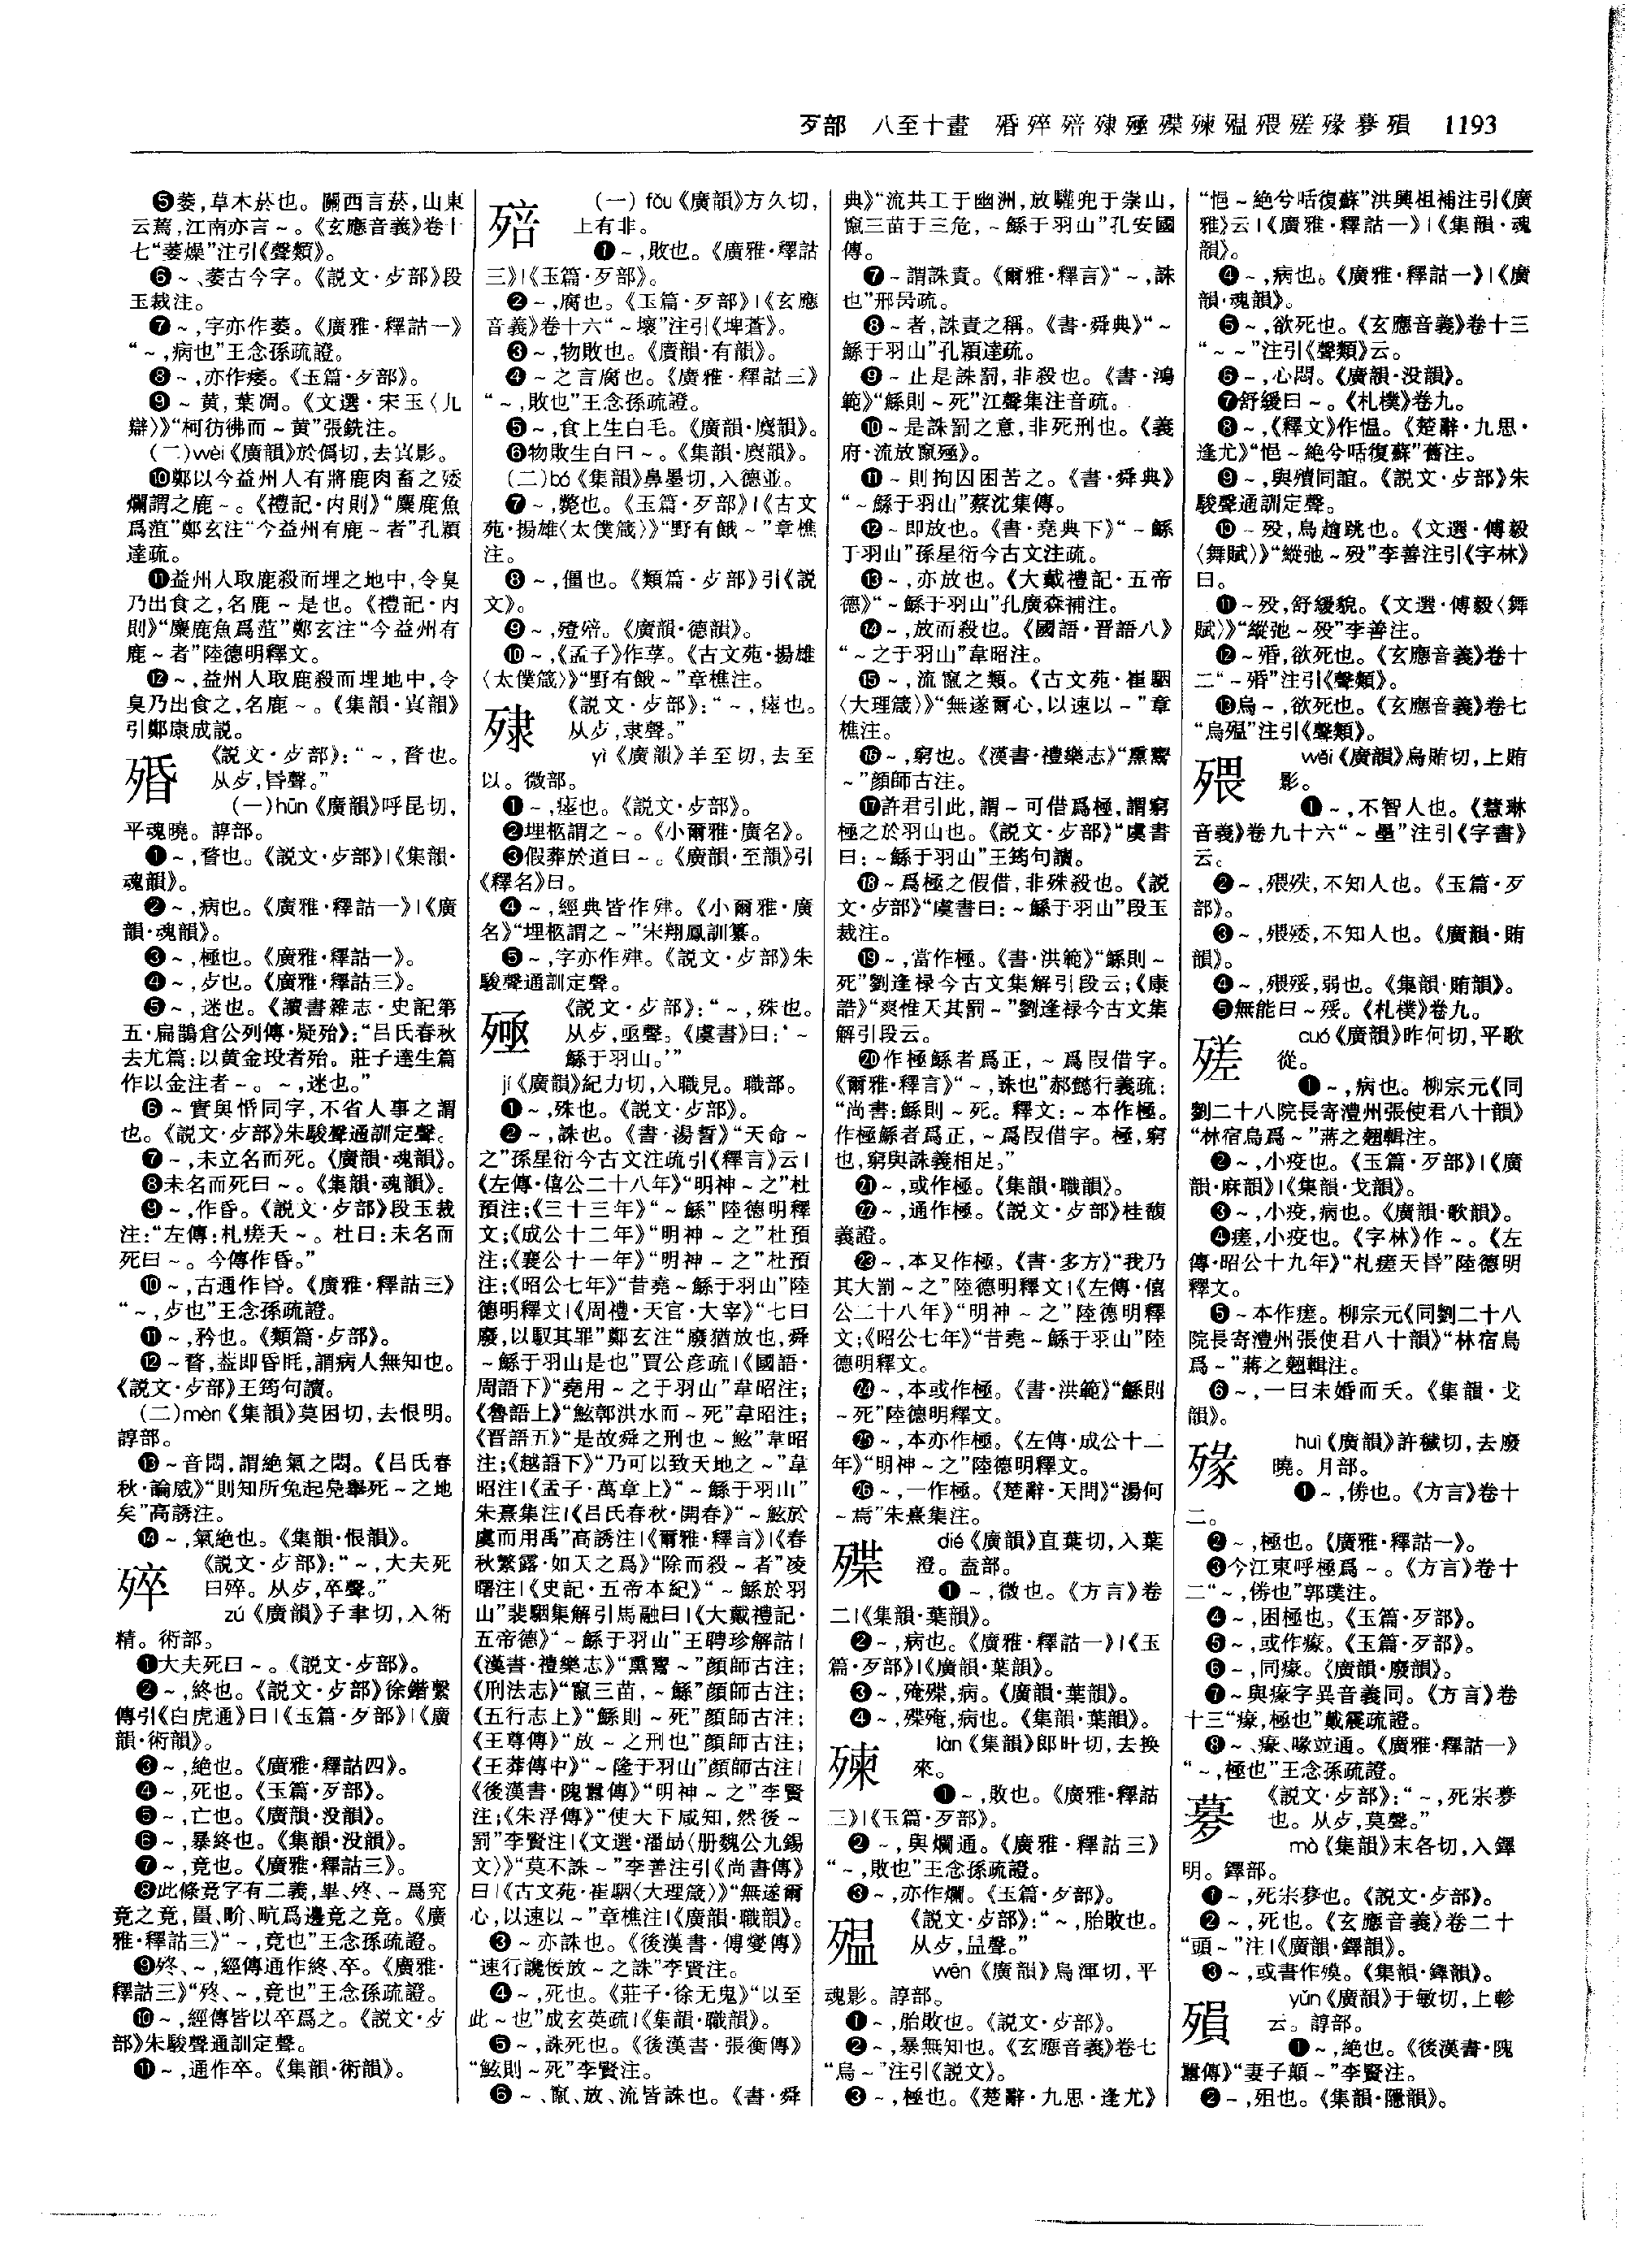 歹部 八至十畫 殙 殚 殕 殔 殛 殜 殐 殟 㱬 㱡 㱱 㱳 殞 1193
❺萎,草木菸也。關西言菸,山東
云蔫,江南亦言～。《玄應音義》卷十
七“萎燥”注引《聲類》。
❻～、萎古今字。《説文·歺部》段
玉裁注。
❼～,字亦作萎。《廣雅·釋詁一》
“～,病也”王念孫疏證。
❽～,亦作痿。《玉篇·歹部》。
❾～黄,葉凋。《文選·宋玉〈九
辯〉》“柯彷彿而～黄”張銑注。
(二)wèi《廣韻》於僞切,去寘影。
❿鄭以今益州人有將鹿肉畜之矮
爛謂之鹿～。《禮記·内則》“麋鹿魚
爲菹”鄭玄注“今益州有鹿～者”孔穎
達疏。
⓫益州人取鹿殺而埋之地中,令臭
乃出食之,名鹿～是也。《禮記·内
則》“麋鹿魚爲菹”鄭玄注“今益州有
鹿～者”陸德明釋文。
⓬～,益州人取鹿殺而埋地中,令
臭乃出食之,名鹿～。《集韻·寘韻》
引鄭康成説。
殙 《説文·歺部》:“～,瞀也。
从歺,昬聲。”
(一)hūn《廣韻》呼昆切,
平魂曉。諄部。
❶～,瞀也。《説文·歺部》|《集韻·
魂韻》。
❷～,病也。《廣雅·釋詁一》|《廣
韻·魂韻》。
❸～,極也。《廣雅·釋詁一》。
❹～,歺也。《廣雅·釋詁三》。
❺～,迷也。《讀書雜志·史記第
五·扁鵲倉公列傳·疑殆》:“吕氏春秋
去尤篇:以黄金殶者殆。莊子達生篇
作以金注者～。～,迷也。”
❻～實與惛同字,不省人事之謂
也。《説文·歺部》朱駿聲通訓定聲。
❼～,未立名而死。《廣韻·魂韻》。
❽未名而死曰～。《集韻·魂韻》。
❾～,作昏。《説文·歺部》段玉裁
注:“左傳:札瘥夭～。杜曰:未名而
死曰～。今傳作昏。”
❿～,古通作昬。《廣雅·釋詁三》
“～,歺也”王念孫疏證。
⓫～,矜也。《類篇·歺部》。
⓬～瞀,葢即昏眊,謂病人無知也。
《説文·歺部》王筠句讀。
(二)mèn《集韻》莫困切,去恨明。
諄部。
⓭～音悶,謂絶氣之悶。《吕氏春
秋·論威》“則知所兔起鳧舉死～之地
矣”高誘注。
⓮～,氣絶也。《集韻·恨韻》。
殚 《説文·歺部》:“～,大夫死
曰殚。从歺,卒聲。”
zú《廣韻》子聿切,入術
精。術部。
❶大夫死曰～。《説文·歺部》。
❷～,終也。《説文·歺部》徐鍇繫
傳引《白虎通》曰|《玉篇·歹部》|《廣
韻·術韻》。
❸～,絶也。《廣雅·釋詁四》。
❹～,死也。《玉篇·歹部》。
❺～,亡也。《廣韻·没韻》。
❻～,暴終也。《集韻·没韻》。
❼～,竟也。《廣雅·釋詁三》。
❽此條竟字有二義,畢、殁、～爲究
竟之竟,畺、畍、畖爲邊竟之竟。《廣
雅·釋詁三》“～,竟也”王念孫疏證。
❾殁、～,經傳通作終、卒。《廣雅·
釋詁三》“殁、～,竟也”王念孫疏證。
❿～,經傳皆以卒爲之。《説文·歺
部》朱駿聲通訓定聲。
⓫～,通作卒。《集韻·術韻》。
殕 (一)fǒu《廣韻》方久切,
上有非。
❶～,敗也。《廣雅·釋詁
三》|《玉篇·歹部》。
❷～,腐也。《玉篇·歹部》|《玄應
音義》卷十六“～壞”注引《埤蒼》。
❸～,物敗也。《廣韻·有韻》。
❹～之言腐也。《廣雅·釋詁三》
“～,敗也”王念孫疏證。
❺～,食上生白毛。《廣韻·麌韻》。
❻物敗生白曰～。《集韻·麌韻》。
(二)bó《集韻》鼻墨切,入德並。
❼～,斃也。《玉篇·歹部》|《古文
苑·揚雄〈太僕箴〉》“野有餓～”章樵
注。
❽～,僵也。《類篇·歺部》引《説
文》。
❾～,殪殕。《廣韻·德韻》。
❿～,《孟子》作莩。《古文苑·揚雄
〈太僕箴〉》“野有餓～”章樵注。
殔 《説文·歺部》:“～,瘞也。
从歺,隶聲。”
yì《廣韻》羊至切,去至
以。微部。
❶～,瘞也。《説文·歺部》。
❷埋柩謂之～。《小爾雅·廣名》。
❸假葬於道曰～。《廣韻·至韻》引
《釋名》曰。
❹～,經典皆作肂。《小爾雅·廣
名》“埋柩謂之～”宋翔鳳訓纂。
❺～,字亦作肂。《説文·歺部》朱
駿聲通訓定聲。
殛 《説文·歺部》:“～,殊也。
从歺,亟聲。《虞書》曰:‘～
鯀于羽山。’”
jí《廣韻》紀力切,入職見。職部。
❶～,殊也。《説文·歺部》。
❷～,誅也。《書·湯誓》“天命～
之”孫星衍今古文注疏引《釋言》云|
《左傳·僖公二十八年》“明神～之”杜
預注;《三十三年》“～鯀”陸德明釋
文;《成公十二年》“明神～之”杜預
注;《襄公十一年》“明神～之”杜預
注;《昭公七年》“昔堯～鯀于羽山”陸
德明釋文|《周禮·天官·大宰》“七曰
廢,以馭其罪”鄭玄注“廢猶放也,舜
～鯀于羽山是也”賈公彦疏|《國語·
周語下》“堯用～之于羽山”韋昭注;
《魯語上》“鮌鄣洪水而～死”韋昭注;
《晋語五》“是故舜之刑也～鮌”韋昭
注;《越語下》“乃可以致天地之～”韋
昭注|《孟子·萬章上》“～鯀于羽山”
朱熹集注|《吕氏春秋·開春》“～鮌於
虞而用禹”高誘注|《爾雅·釋言》|《春
秋繁露·如天之爲》“除而殺～者”凌
曙注|《史記·五帝本紀》“～鯀於羽
山”裴駰集解引馬融曰|《大戴禮記·
五帝德》“～鯀于羽山”王聘珍解詁|
《漢書·禮樂志》“熏鬻～”顔師古注;
《刑法志》“竄三苗,～鯀”顔師古注;
《五行志上》“鯀則～死”顔師古注;
《王尊傳》“放～之刑也”顔師古注;
《王莽傳中》“～隆于羽山”顔師古注|
《後漢書·隗囂傳》“明神～之”李賢
注;《朱浮傳》“使大下咸知,然後～
罰”李賢注|《文選·潘勖〈册魏公九錫
文〉》“莫不誅～”李善注引《尚書傳》
曰|《古文苑·崔駰〈大理箴〉》“無遂爾
心,以速以～”章樵注|《廣韻·職韻》。
❸～亦誅也。《後漢書·傅燮傳》
“速行讒佞放～之誅”李賢注。
❹～,死也。《莊子·徐无鬼》“以至
此～也”成玄英疏|《集韻·職韻》。
❺～,誅死也。《後漢書·張衡傳》
“鮌則～死”李賢注。
❻～、竄、放、流皆誅也。《書·舜
典》“流共工于幽洲,放驩兜于崇山,
竄三苗于三危,～鯀于羽山”孔安國
傳。
❼～謂誅責。《爾雅·釋言》“～,誅
也”邢昺疏。
❽～者,誅責之稱。《書·舜典》“～
鯀于羽山”孔穎達疏。
❾～止是誅罰,非殺也。《書·鴻
範》“鯀則～死”江聲集注音疏。
❿～是誅罰之意,非死刑也。《義
府·流放竄殛》。
⓫～則拘囚困苦之。《書·舜典》
“～鯀于羽山”蔡沈集傳。
⓬～即放也。《書·堯典下》“～鯀
于羽山”孫星衍今古文注疏。
⓭～,亦放也。《大戴禮記·五帝
德》“～鯀于羽山”孔廣森補注。
⓮～,放而殺也。《國語·晋語八》
“～之于羽山”韋昭注。
⓯～,流竄之類。《古文苑·崔駰
〈大理箴〉》“無遂爾心,以速以～”章
樵注。
⓰～,窮也。《漢書·禮樂志》“熏鬻
～”顔師古注。
⓱許君引此,謂～可借爲極,謂窮
極之於羽山也。《説文·歺部》“虞書
曰:～鯀于羽山”王筠句讀。
⓲～爲極之假借,非殊殺也。《説
文·歺部》“虞書曰:～鯀于羽山”段玉
裁注。
⓳～,當作極。《書·洪範》“鯀則～
死”劉逢禄今古文集解引段云;《康
誥》“爽惟天其罰～”劉逢禄今古文集
解引段云。
⓴作極鯀者爲正,～爲叚借字。
《爾雅·釋言》“～,誅也”郝懿行義疏:
“尚書:鯀則～死。釋文:～本作極。
作極鯀者爲正,～爲叚借字。極,窮
也,窮與誅義相足。”
㉑～,或作極。《集韻·職韻》。
㉒～,通作極。《説文·歺部》桂馥
義證。
㉓～,本又作極。《書·多方》“我乃
其大罰～之”陸德明釋文|《左傳·僖
公二十八年》“明神～之”陸德明釋
文;《昭公七年》“昔堯～鯀于羽山”陸
德明釋文。
㉔～,本或作極。《書·洪範》“鯀則
～死”陸德明釋文。
㉕～,本亦作極。《左傳·成公十二
年》“明神～之”陸德明釋文。
㉖～,一作極。《楚辭·天問》“湯何
～焉”朱熹集注。
殜 dié《廣韻》直葉切,入葉
澄。盍部。
❶～,微也。《方言》卷
二|《集韻·葉韻》。
❷～,病也。《廣雅·釋詁一》|《玉
篇·歹部》|《廣韻·葉韻》。
❸～,殗殜,病。《廣韻·葉韻》。
❹～,殜殗,病也。《集韻·葉韻》。
殐 làn《集韻》郎旰切,去換
來。
❶～,敗也。《廣雅·釋詁
三》|《玉篇·歹部》。
❷～,與爛通。《廣雅·釋詁三》
“～,敗也”王念孫疏證。
❸～,亦作爛。《玉篇·歹部》。
殟 《説文·歺部》:“～,胎敗也。
从歺,昷聲。”
wēn《廣韻》烏渾切,平
魂影。諄部。
❶～,胎敗也。《説文·歺部》。
❷～,暴無知也。《玄應音義》卷七
“烏～”注引《説文》。
❸～,極也。《楚辭·九思·逢尤》
“悒～絶兮咶復蘇”洪興祖補注引《廣
雅》云|《廣雅·釋詁一》|《集韻·魂
韻》。
❹～,病也。《廣雅·釋詁一》|《廣
韻·魂韻》。
❺～,欲死也。《玄應音義》卷十三
“～～”注引《聲類》云。
❻～,心悶。《廣韻·没韻》。
❼舒緩曰～。《札樸》卷九。
❽～,《釋文》作愠。《楚辭·九思·
逢尤》“悒～絶兮咶復蘇”舊注。
❾～,與殰同誼。《説文·歺部》朱
駿聲通訓定聲。
❿～殁,烏趨跳也。《文選·傅毅
〈舞賦〉》“縱弛～殁”李善注引《字林》
曰。
⓫～殁,舒緩貌。《文選·傅毅〈舞
賦〉》“縱弛～殁”李善注。
⓬～殙,欲死也。《玄應音義》卷十
二“～殙”注引《聲類》。
⓭烏～,欲死也。《玄應音義》卷七
“烏殟”注引《聲類》。
㱬 wěi《廣韻》烏賄切,上賄
影。
❶～,不智人也。《慧琳
音義》卷九十六“～壘”注引《字書》
云。
❷～,㱬㱞,不知人也。《玉篇·歹
部》。
❸～,㱬㱣,不知人也。《廣韻·賄
韻》。
❹～,㱬㱣,弱也。《集韻·賄韻》。
❺無能曰～㱣。《札樸》卷九。
㱡 cuó《廣韻》昨何切,平歌
從。
❶～,病也。柳宗元《同
劉二十八院長寄澧州張使君八十韻》
“林宿鳥爲～”蔣之翹輯注。
❷～,小疫也。《玉篇·歹部》|《廣
韻·麻韻》|《集韻·戈韻》。
❸～,小疫,病也。《廣韻·歌韻》。
❹瘥,小疫也。《字林》作～。《左
傳·昭公十九年》“札瘥夭昬”陸德明
釋文。
❺～本作瘥。柳宗元《同劉二十八
院長寄澧州張使君八十韻》“林宿鳥
爲～”蔣之翹輯注。
❻～,一曰未婚而夭。《集韻·戈
韻》。
㱱 huì《廣韻》許穢切,去廢
曉。月部。
❶～,㑊也。《方言》卷十
二。
❷～,極也。《廣雅·釋詁一》。
❸今江東呼極爲～。《方言》卷十
二“～,㑊也”郭璞注。
❹～,困極也。《玉篇·歹部》。
❺～,或作瘃。《玉篇·歹部》。
❻～,同瘃。《廣韻·廢韻》。
❼～與瘃字異音義同。《方言》卷
十三“瘃,極也”戴震疏證。
❽～、瘃、喙竝通。《廣雅·釋詁一》
“～,極也”王念孫疏證。
㱳 《説文·歺部》:“～,死宗㱳
也。从歺,莫聲。”
mò《集韻》末各切,入鐸
明。鐸部。
❶～,死宗㱳也。《説文·歺部》。
❷～,死也。《玄應音義》卷二十
“頭～”注|《廣韻·鐸韻》。
❸～,或書作㱳。《集韻·鐸韻》。
殞 yǔn《廣韻》于敏切,上軫
云。諄部。
❶～,絶也。《後漢書·隗
囂傳》“妻子顛～”李賢注。
❷～,殂也。《集韻·隱韻》。